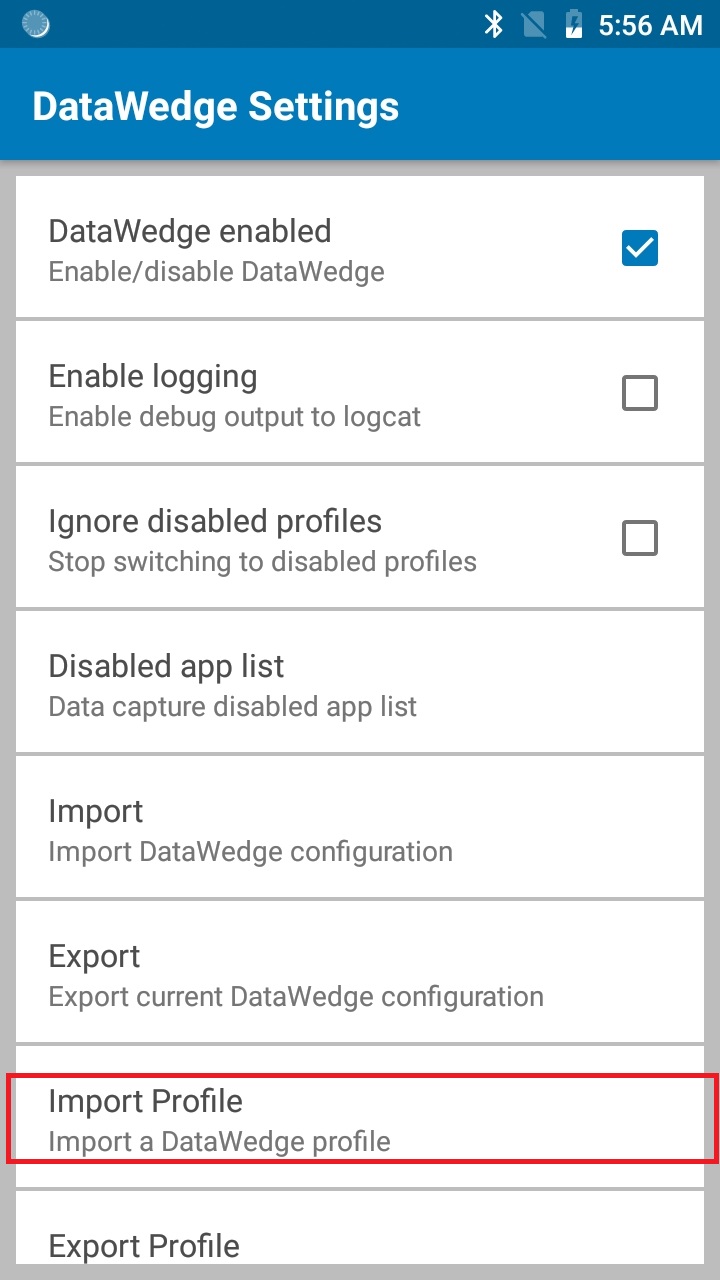 5:56 AM
DataWedge Settings
DataWedge enabled
Enable/disable DataWedge
Enable logging
Enable debug output to logcat
Ignore disabled profiles
Stop switching to disabled profiles
Disabled app list
Data capture disabled app list
Import
Import DataWedge configuration
Export
Export current DataWedge configuration
Import Profile
Import a DataWedge profile
Export Profile